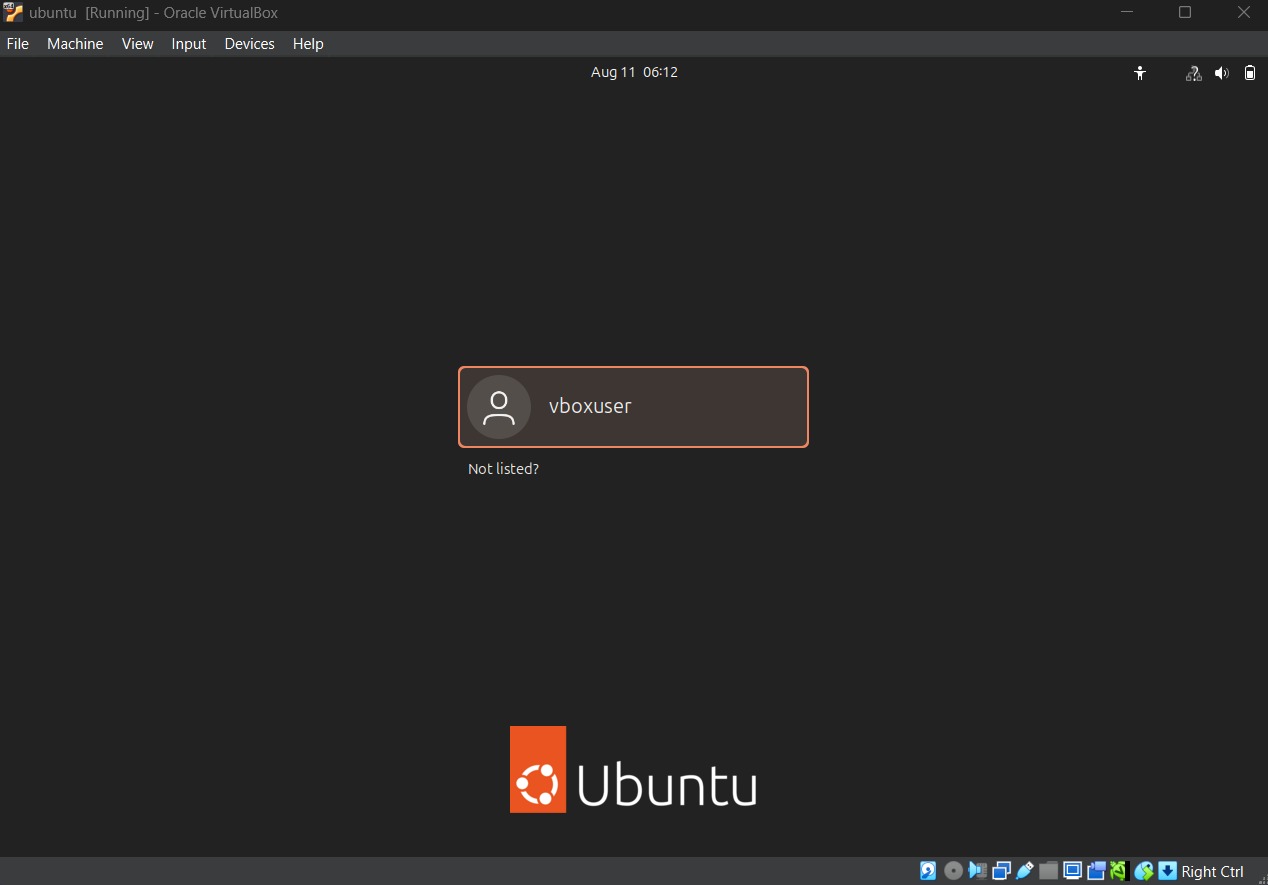 ubuntu [Running] - Oracle VirtualBox
File Machine View Input Devices Help
Aug 11 06:12
vboxuser
Not listed?
Ubuntu
Right Ctrl